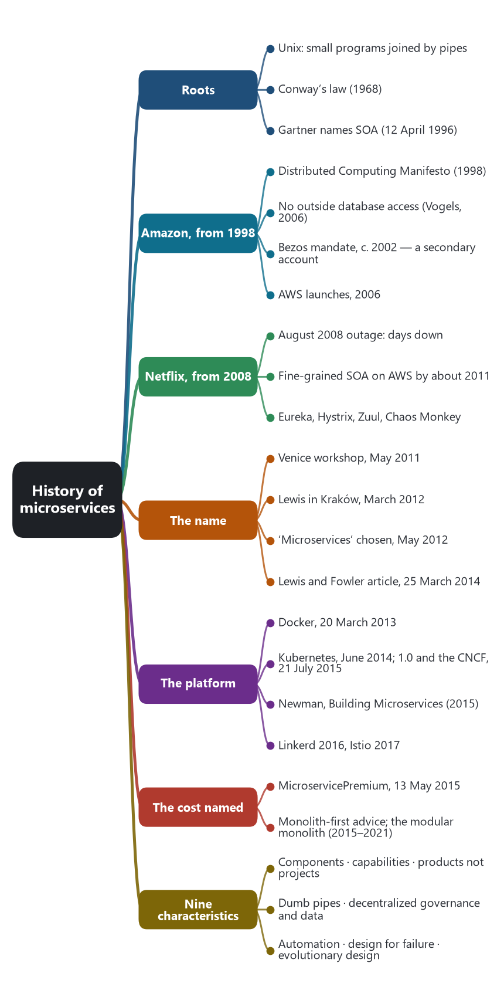 History of
microservices
Roots
Unix: small programs joined by pipes
Conway’s law (1968)
Gartner names SOA (12 April 1996)
Amazon, from 1998
Distributed Computing Manifesto (1998)
No outside database access (Vogels,
2006)
Bezos mandate, c. 2002 — a secondary
account
AWS launches, 2006
Netflix, from 2008
August 2008 outage: days down
Fine-grained SOA on AWS by about 2011
Eureka, Hystrix, Zuul, Chaos Monkey
The name
Venice workshop, May 2011
Lewis in Kraków, March 2012
‘Microservices’ chosen, May 2012
Lewis and Fowler article, 25 March 2014
The platform
Docker, 20 March 2013
Kubernetes, June 2014; 1.0 and the CNCF,
21 July 2015
Newman, Building Microservices (2015)
Linkerd 2016, Istio 2017
The cost named
MicroservicePremium, 13 May 2015
Monolith-first advice; the modular
monolith (2015–2021)
Nine
characteristics
Components · capabilities · products not
projects
Dumb pipes · decentralized governance
and data
Automation · design for failure ·
evolutionary design